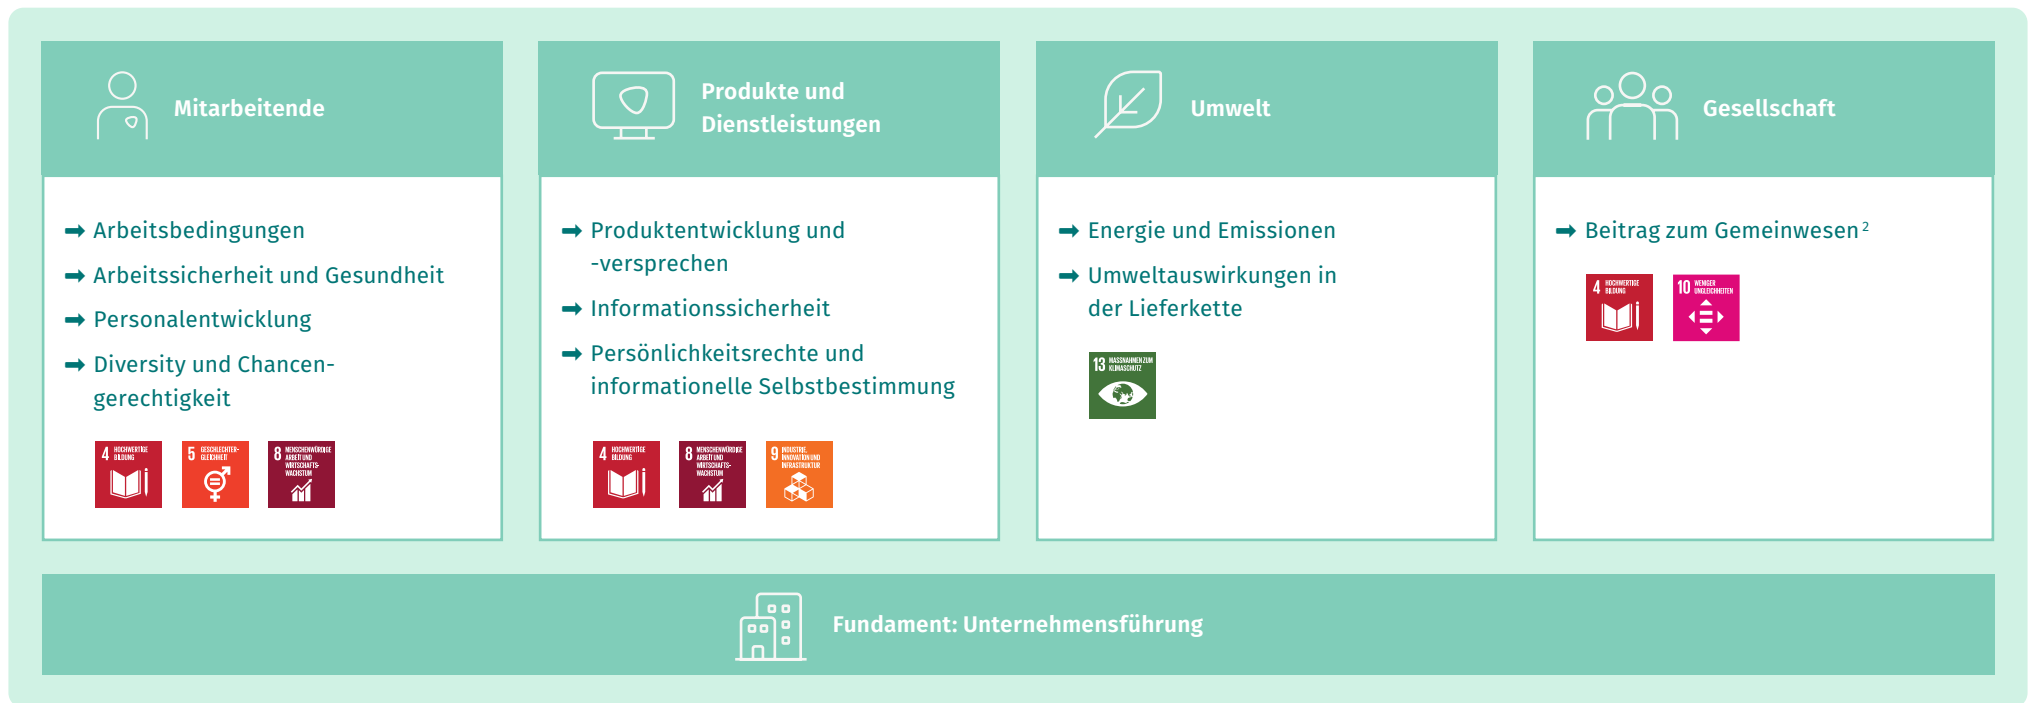 Mitarbeitende
Arbeitsbedingungen
Arbeitssicherheit und Gesundheit
Personalentwicklung
Diversity und Chancen-
gerechtigkeit
4 HOCHWERTIGE
BILDUNG
5 GESCHLECHTER-
GLEICHHEIT
8 MENSCHENWÜRDIGE
ARBEIT UND
WIRTSCHAFTS-
WACHSTUM
Produkte und
Dienstleistungen
Produktentwicklung und
-versprechen
Informationssicherheit
Persönlichkeitsrechte und
informationelle Selbstbestimmung
4 HOCHWERTIGE
BILDUNG
8 MENSCHENWÜRDIGE
ARBEIT UND
WIRTSCHAFTS-
WACHSTUM
9 INDUSTRIE,
INNOVATION UND
INFRASTRUKTUR
Umwelt
Energie und Emissionen
Umweltauswirkungen in
der Lieferkette
13 MASSNAHMEN ZUM
KLIMASCHUTZ
Gesellschaft
Beitrag zum Gemeinwesen²
4 HOCHWERTIGE
BILDUNG
10 WENIGER
UNGLEICHHEITEN
Fundament: Unternehmensführung